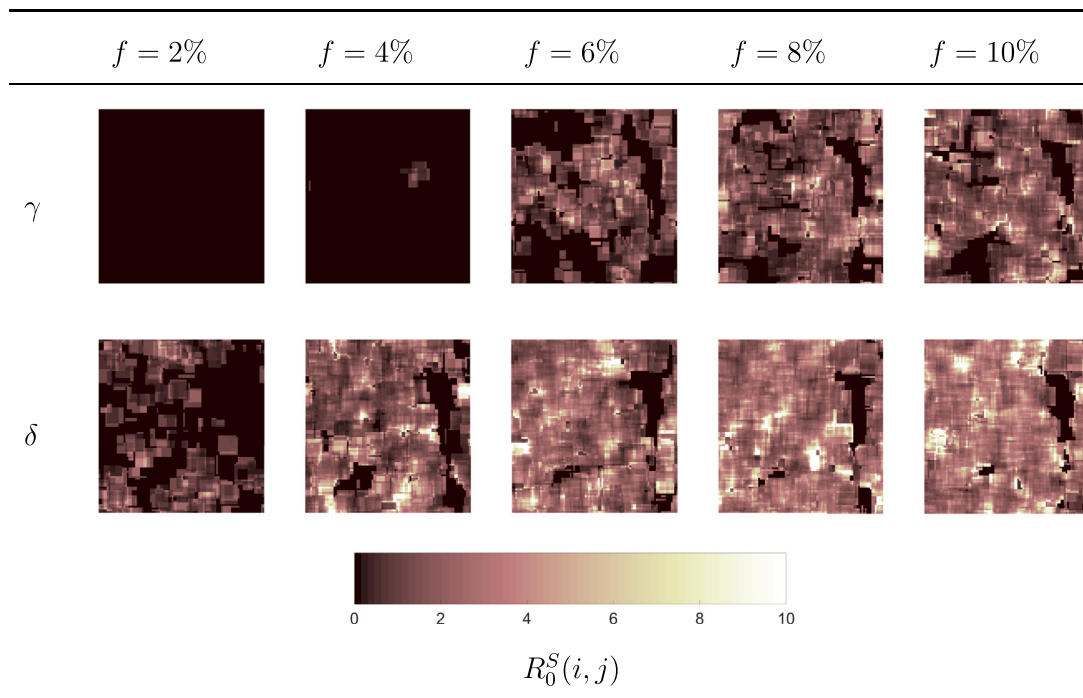 f = 2% f = 4% f = 6% f = 8% f = 10%
γ
δ
0 2 4 6 8 10
R_0^S(i, j)